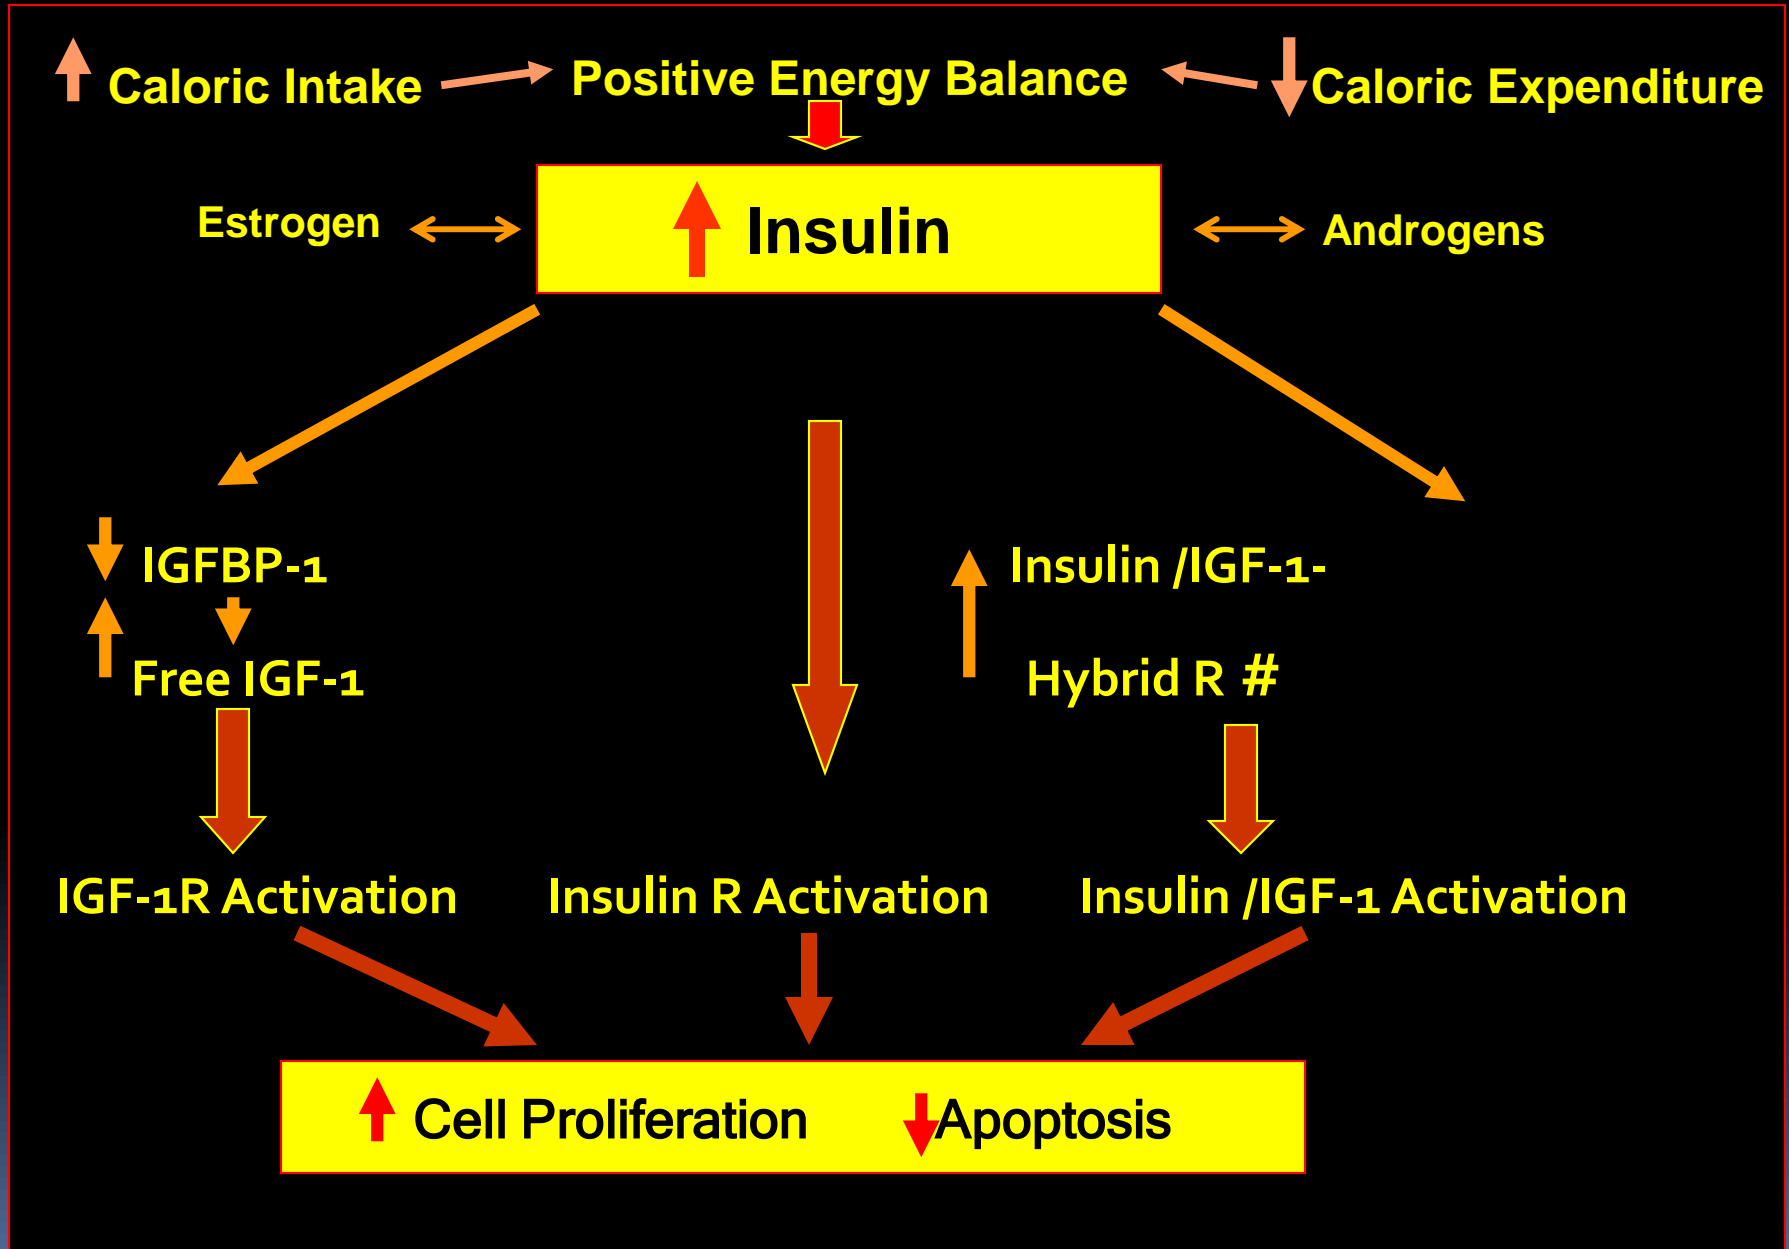 Caloric Intake
Positive Energy Balance
Caloric Expenditure
Estrogen
Insulin
Androgens
IGFBP-1
Insulin /IGF-1-
Free IGF-1
Hybrid R #
IGF-1R Activation
Insulin R Activation
Insulin /IGF-1 Activation
Cell Proliferation
Apoptosis